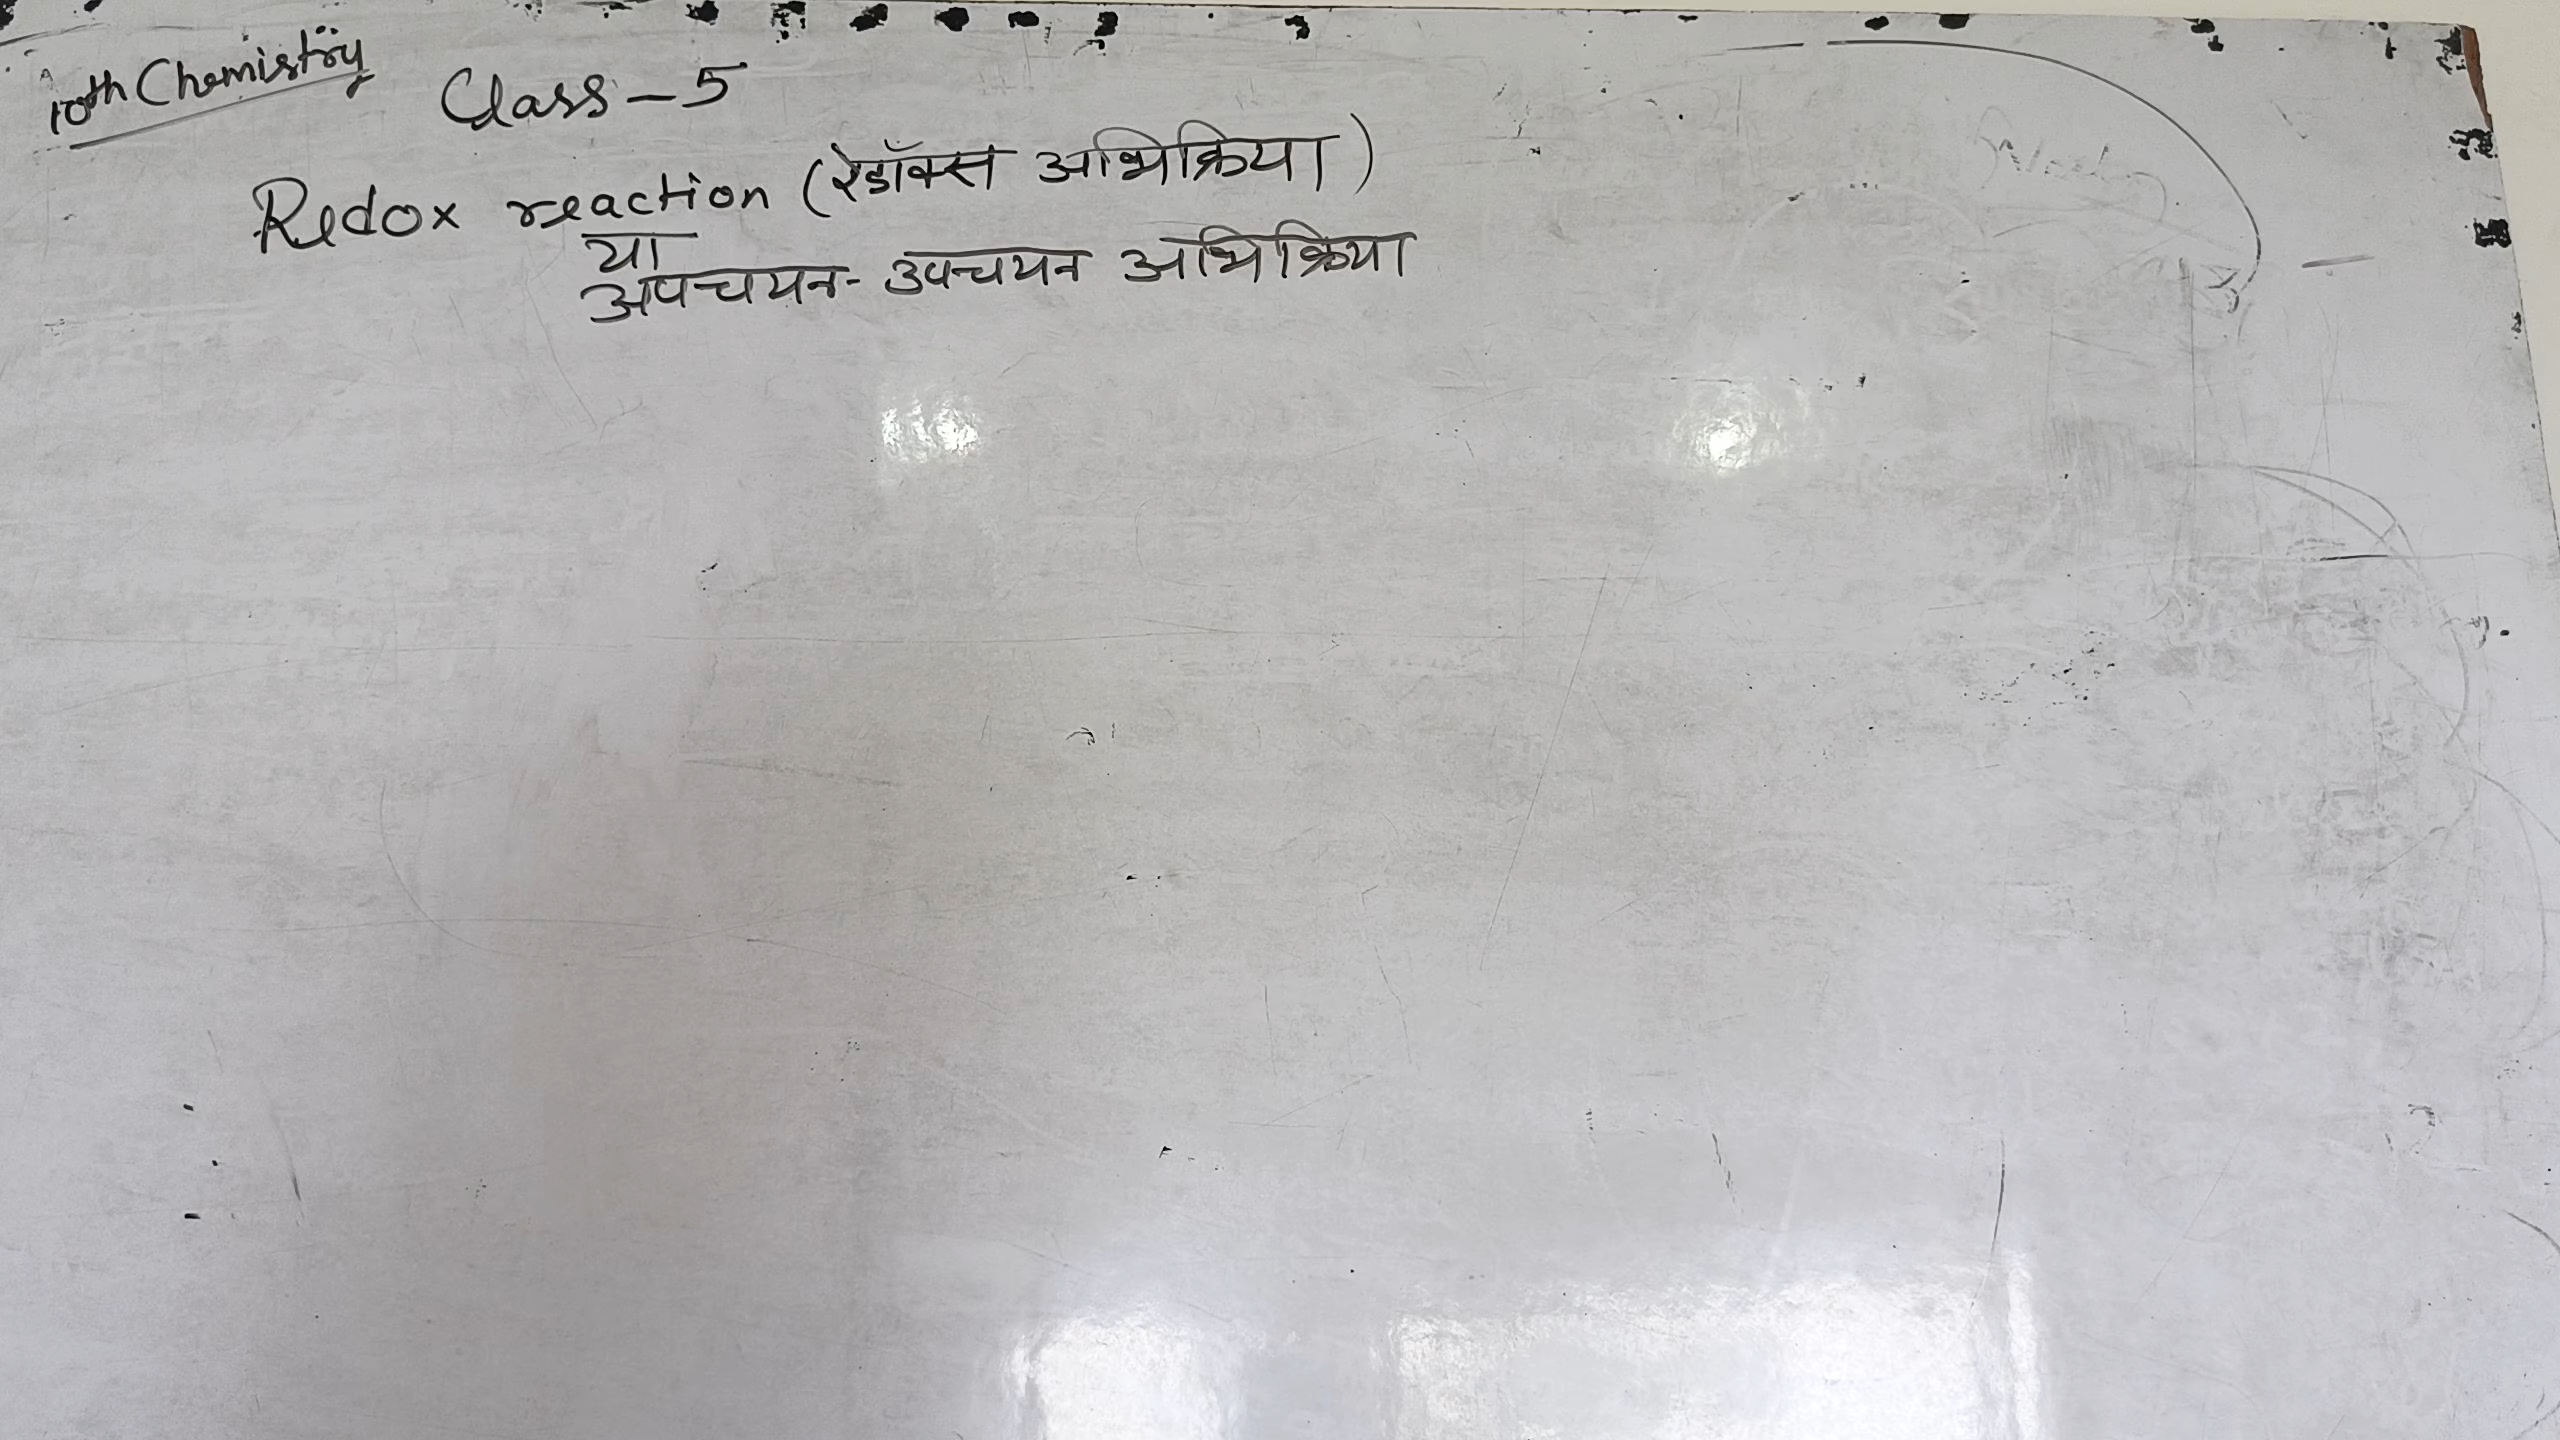 10th Chemistry
Class - 5
Redox reaction (रेडॉक्स अभिक्रिया)
या
अपचयन - उपचयन अभिक्रिया